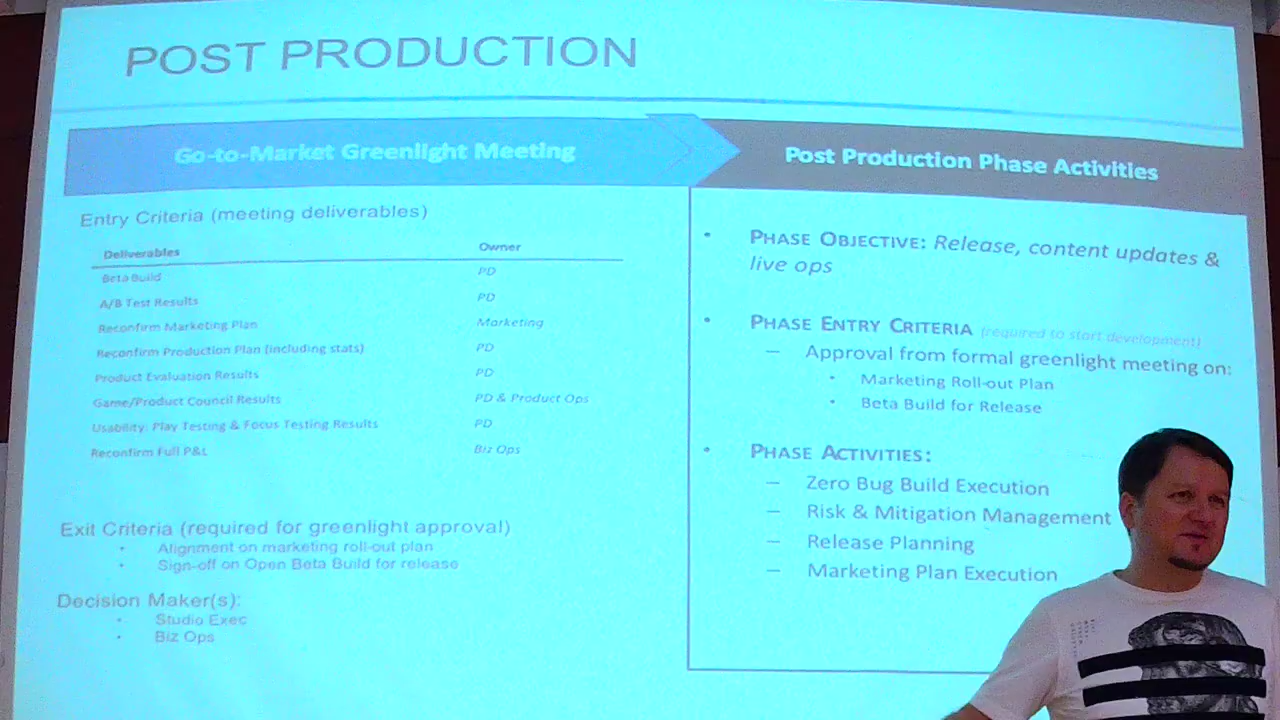 POST PRODUCTION
Go-to-Market Greenlight Meeting
Entry Criteria (meeting deliverables)
Deliverables Owner
Beta Build PD
A/B Test Results PD
Reconfirm Marketing Plan Marketing
Reconfirm Production Plan (including stats) PD
Product Evaluation Results PD
Game/Product Council Results PD & Product Ops
Usability: Play Testing & Focus Testing Results PD
Reconfirm Full P&L Biz Ops
Exit Criteria (required for greenlight approval)
• Alignment on marketing roll-out plan
• Sign-off on Open Beta Build for release
Decision Maker(s):
• Studio Exec
• Biz Ops
Post Production Phase Activities
• PHASE OBJECTIVE: Release, content updates &
live ops
• PHASE ENTRY CRITERIA (required to start development)
– Approval from formal greenlight meeting on:
• Marketing Roll-out Plan
• Beta Build for Release
• PHASE ACTIVITIES:
– Zero Bug Build Execution
– Risk & Mitigation Management
– Release Planning
– Marketing Plan Execution